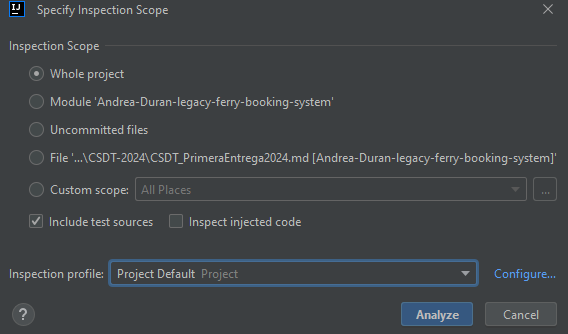 IJ
Specify Inspection Scope
Inspection Scope
Whole project
Module 'Andrea-Duran-legacy-ferry-booking-system'
Uncommitted files
File '...\CSDT-2024\CSDT_PrimeraEntrega2024.md [Andrea-Duran-legacy-ferry-booking-system]'
Custom scope: All Places ...
Include test sources Inspect injected code
Inspection profile: Project Default Project Configure...
? Analyze Cancel